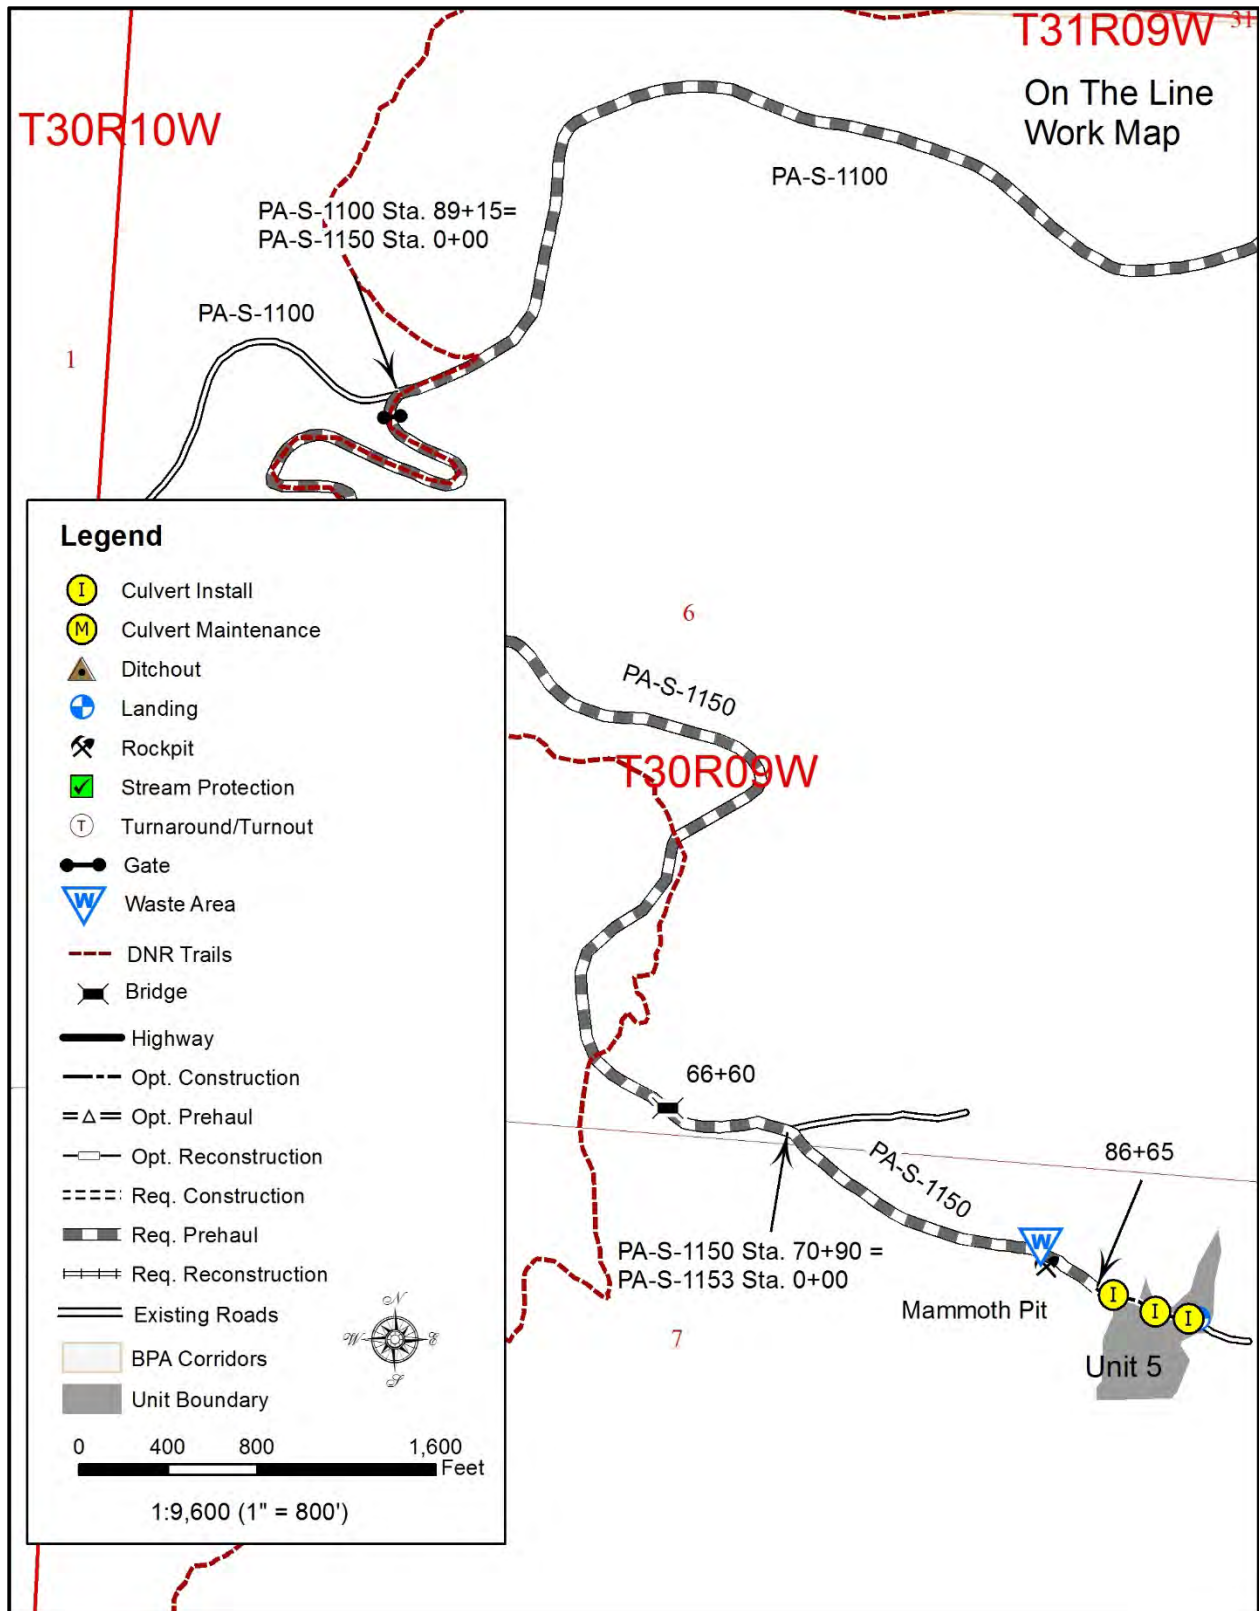 T31R09W
31
On The Line
Work Map
T30R10W
PA-S-1100
PA-S-1100 Sta. 89+15=
PA-S-1150 Sta. 0+00
PA-S-1100
1
6
PA-S-1150
T30R09W
66+60
PA-S-1150
86+65
PA-S-1150 Sta. 70+90 =
PA-S-1153 Sta. 0+00
W
Mammoth Pit
I
I
I
Unit 5
7
Legend
I Culvert Install
M Culvert Maintenance
Ditchout
Landing
Rockpit
Stream Protection
T Turnaround/Turnout
Gate
W Waste Area
DNR Trails
Bridge
Highway
Opt. Construction
Opt. Prehaul
Opt. Reconstruction
Req. Construction
Req. Prehaul
Req. Reconstruction
Existing Roads
BPA Corridors
Unit Boundary
N
W E
S
0 400 800 1,600
Feet
1:9,600 (1" = 800')